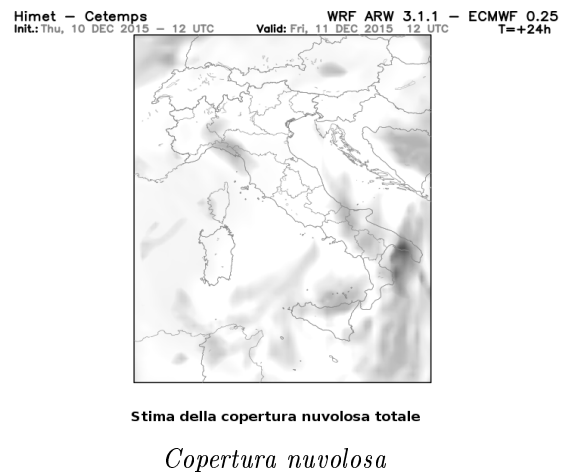 Himet – Cetemps WRF ARW 3.1.1 – ECMWF 0.25
Init.: Thu, 10 DEC 2015 – 12 UTC Valid: Fri, 11 DEC 2015 12 UTC T=+24h
Stima della copertura nuvolosa totale
Copertura nuvolosa